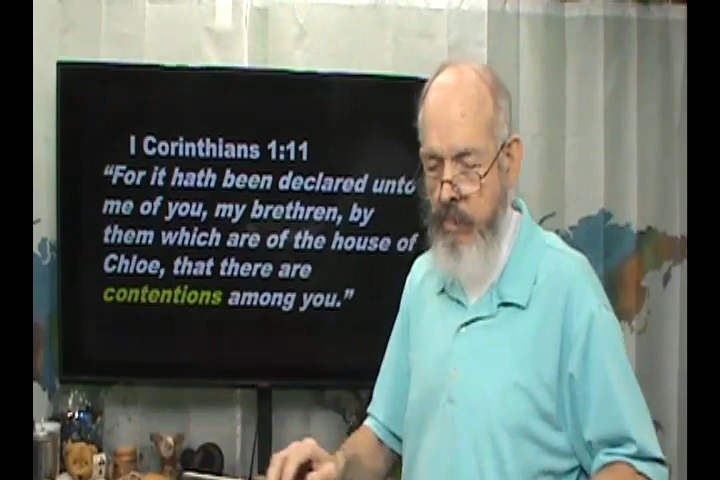 I Corinthians 1:11
“For it hath been declared unto
me of you, my brethren, by
them which are of the house of
Chloe, that there are
contentions among you.”